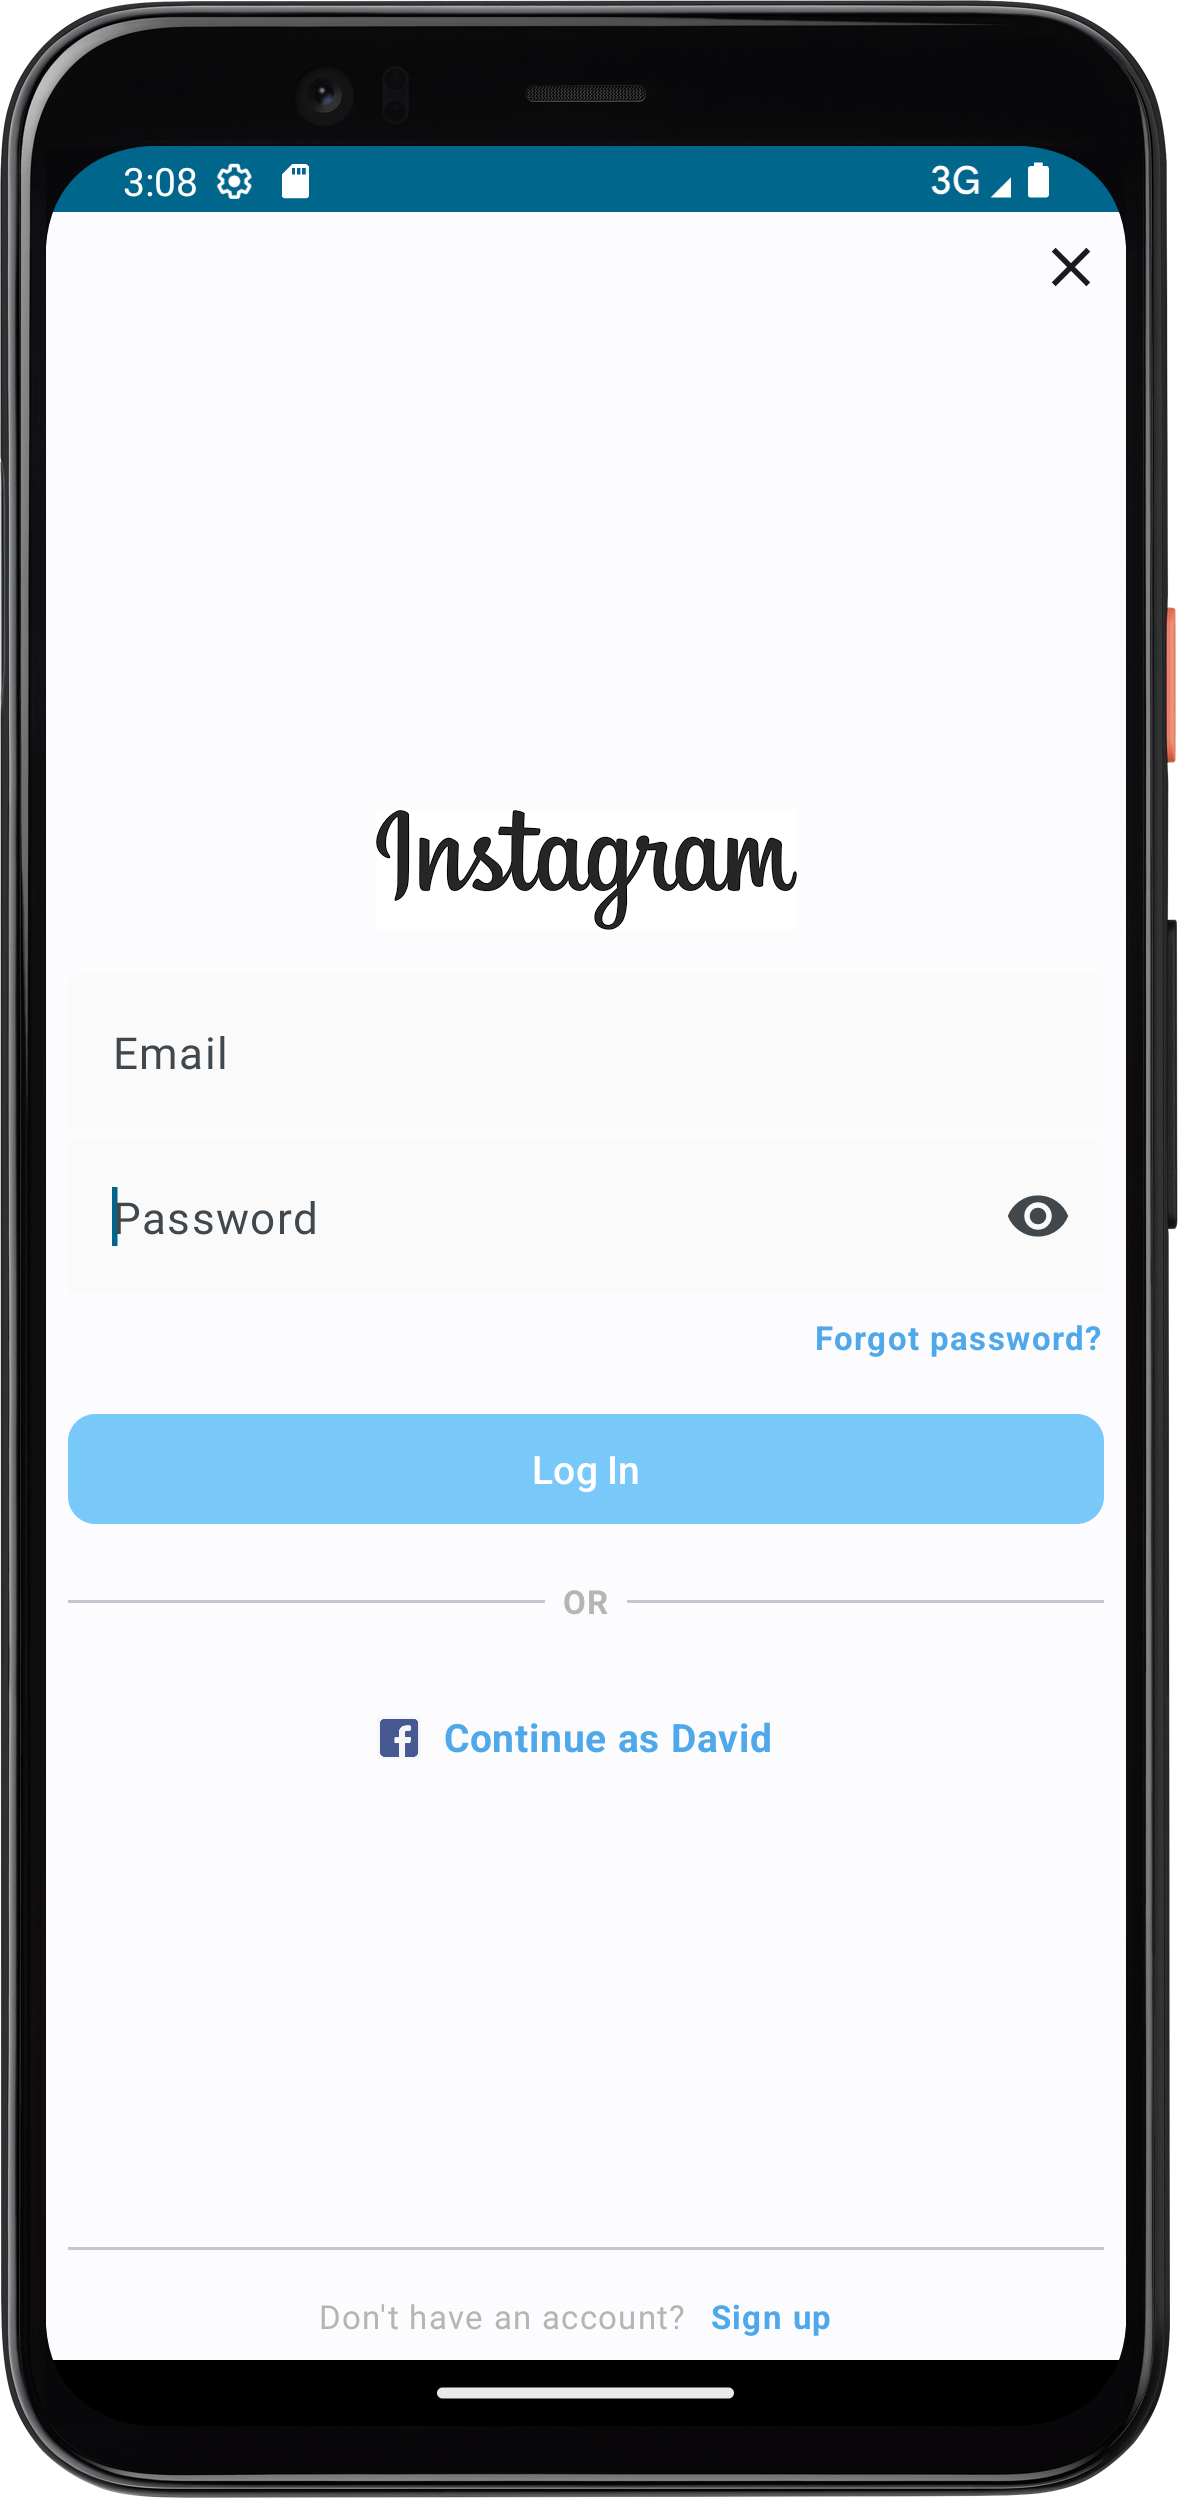 3:08 3G
Instagram
Email
Password
Forgot password?
Log In
OR
Continue as David
Don't have an account? Sign up